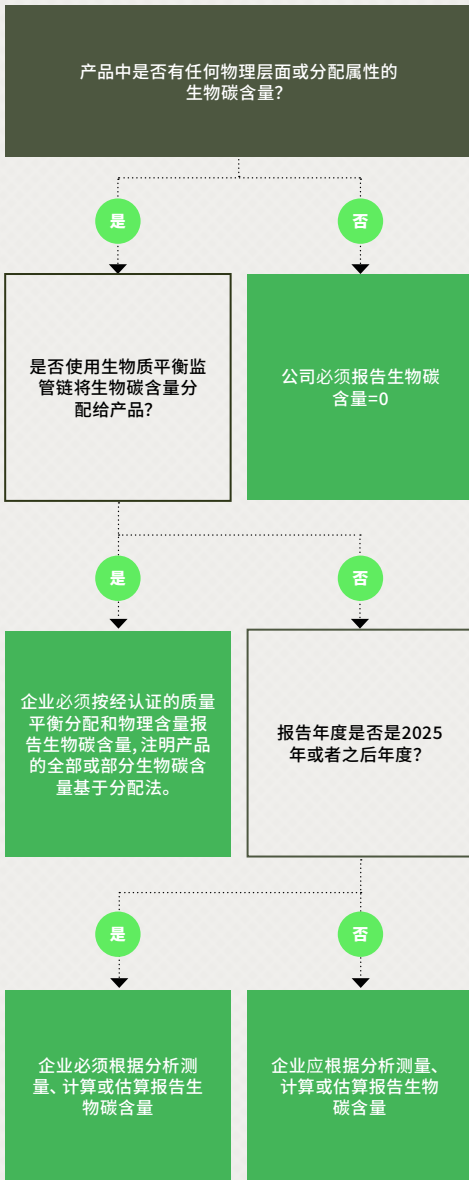 产品中是否有任何物理层面或分配属性的
生物碳含量？
是
否
是否使用生物质平衡监
管链将生物碳含量分
配给产品？
公司必须报告生物碳
含量=0
是
否
企业必须按经认证的质量
平衡分配和物理含量报
告生物碳含量，注明产品
的全部或部分生物碳含
量基于分配法。
报告年度是否是2025
年或者之后年度？
是
否
企业必须根据分析测
量、计算或估算报告生
物碳含量
企业应根据分析测量、
计算或估算报告生物
碳含量